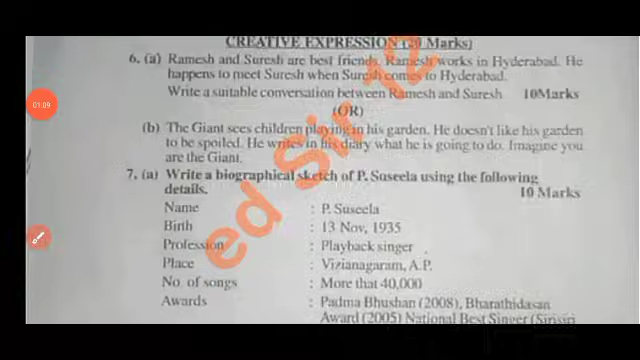 CREATIVE EXPRESSION (20 Marks)
6. (a) Ramesh and Suresh are best friends. Ramesh works in Hyderabad. He
happens to meet Suresh when Suresh comes to Hyderabad.
Write a suitable conversation between Ramesh and Suresh 10Marks
(OR)
(b) The Giant sees children playing in his garden. He doesn't like his garden
to be spoiled. He writes in his diary what he is going to do. Imagine you
are the Giant.
7. (a) Write a biographical sketch of P. Suseela using the following
details. 10 Marks
Name : P. Suseela
Birth : 13 Nov, 1935
Profession : Playback singer
Place : Vizianagaram, A.P.
No. of songs : More that 40,000
Awards : Padma Bhushan (2008), Bharathidasan
Award (2005) National Best Singer (Sirisiri
ed Sir 12
01:09